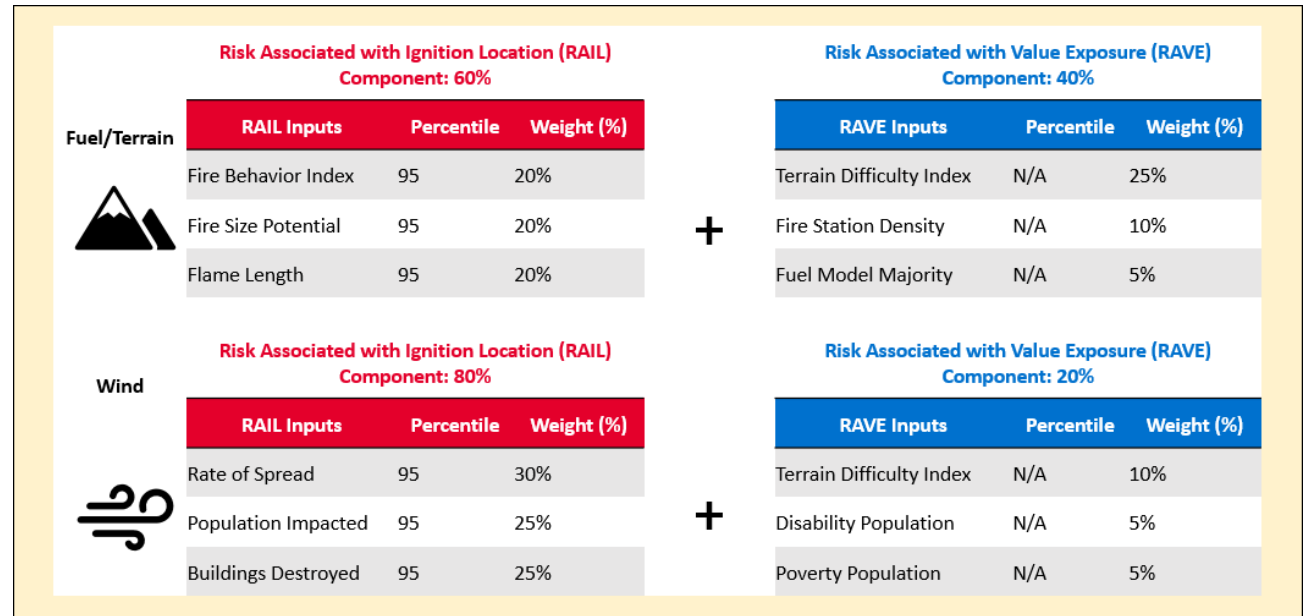 Risk Associated with Ignition Location (RAIL)
Component: 60%
Risk Associated with Value Exposure (RAVE)
Component: 40%
Fuel/Terrain
RAIL Inputs Percentile Weight (%)
Fire Behavior Index 95 20%
Fire Size Potential 95 20%
Flame Length 95 20%
+
RAVE Inputs Percentile Weight (%)
Terrain Difficulty Index N/A 25%
Fire Station Density N/A 10%
Fuel Model Majority N/A 5%
Risk Associated with Ignition Location (RAIL)
Component: 80%
Risk Associated with Value Exposure (RAVE)
Component: 20%
Wind
RAIL Inputs Percentile Weight (%)
Rate of Spread 95 30%
Population Impacted 95 25%
Buildings Destroyed 95 25%
+
RAVE Inputs Percentile Weight (%)
Terrain Difficulty Index N/A 10%
Disability Population N/A 5%
Poverty Population N/A 5%